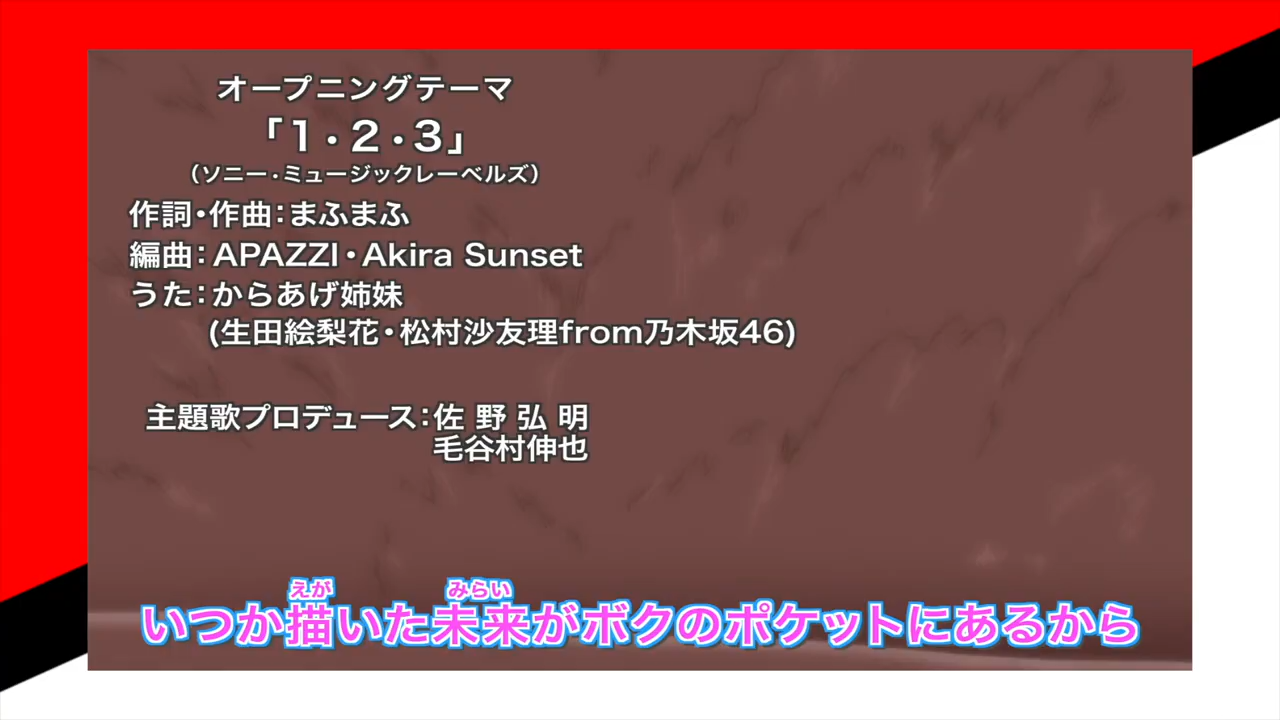 オープニングテーマ
「1・2・3」
（ソニー・ミュージックレーベルズ）
作詞・作曲：まふまふ
編曲：APAZZI・Akira Sunset
うた：からあげ姉妹
(生田絵梨花・松村沙友理from乃木坂46)
主題歌プロデュース：佐 野 弘 明
毛谷村伸也
えが みらい
いつか描いた未来がボクのポケットにあるから